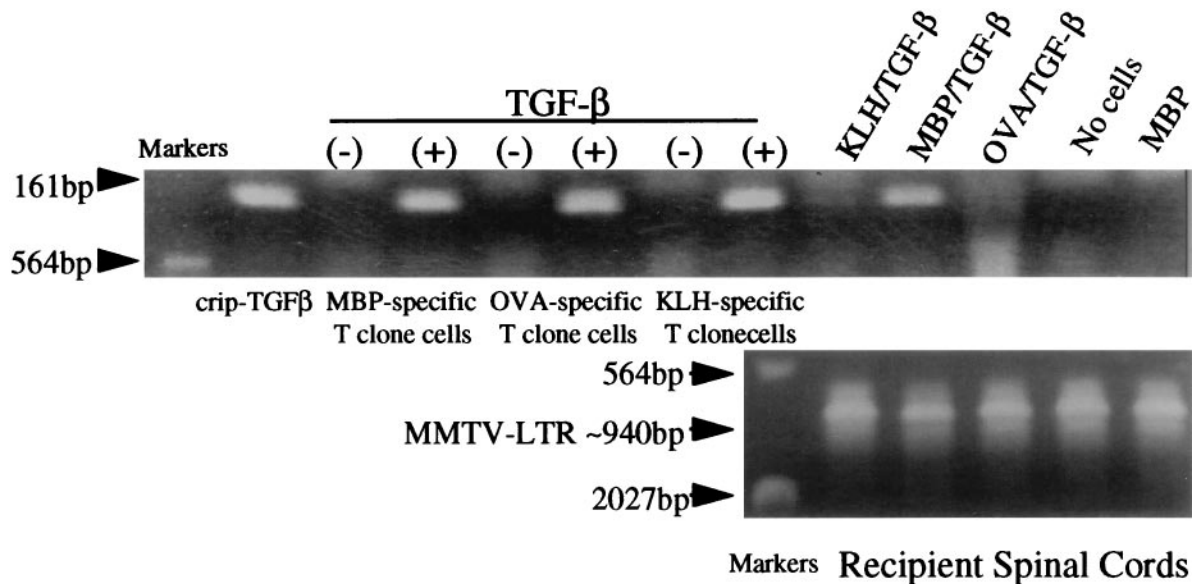 TGF-β
KLH/TGF-β
MBP/TGF-β
OVA/TGF-β
No cells
MBP
Markers
(-)
(+)
(-)
(+)
(-)
(+)
161bp
564bp
crip-TGFβ
MBP-specific
T clone cells
OVA-specific
T clone cells
KLH-specific
T clonecells
564bp
MMTV-LTR ~940bp
2027bp
Markers
Recipient Spinal Cords